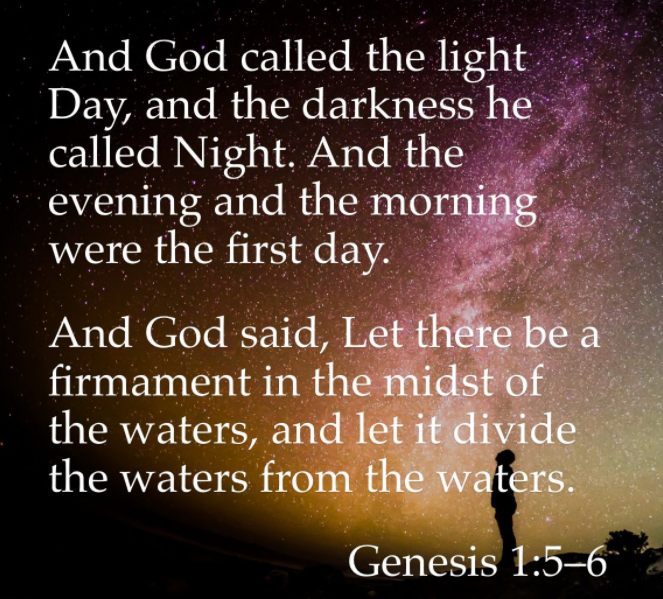 And God called the light
Day, and the darkness he
called Night. And the
evening and the morning
were the first day.
And God said, Let there be a
firmament in the midst of
the waters, and let it divide
the waters from the waters.
Genesis 1:5–6